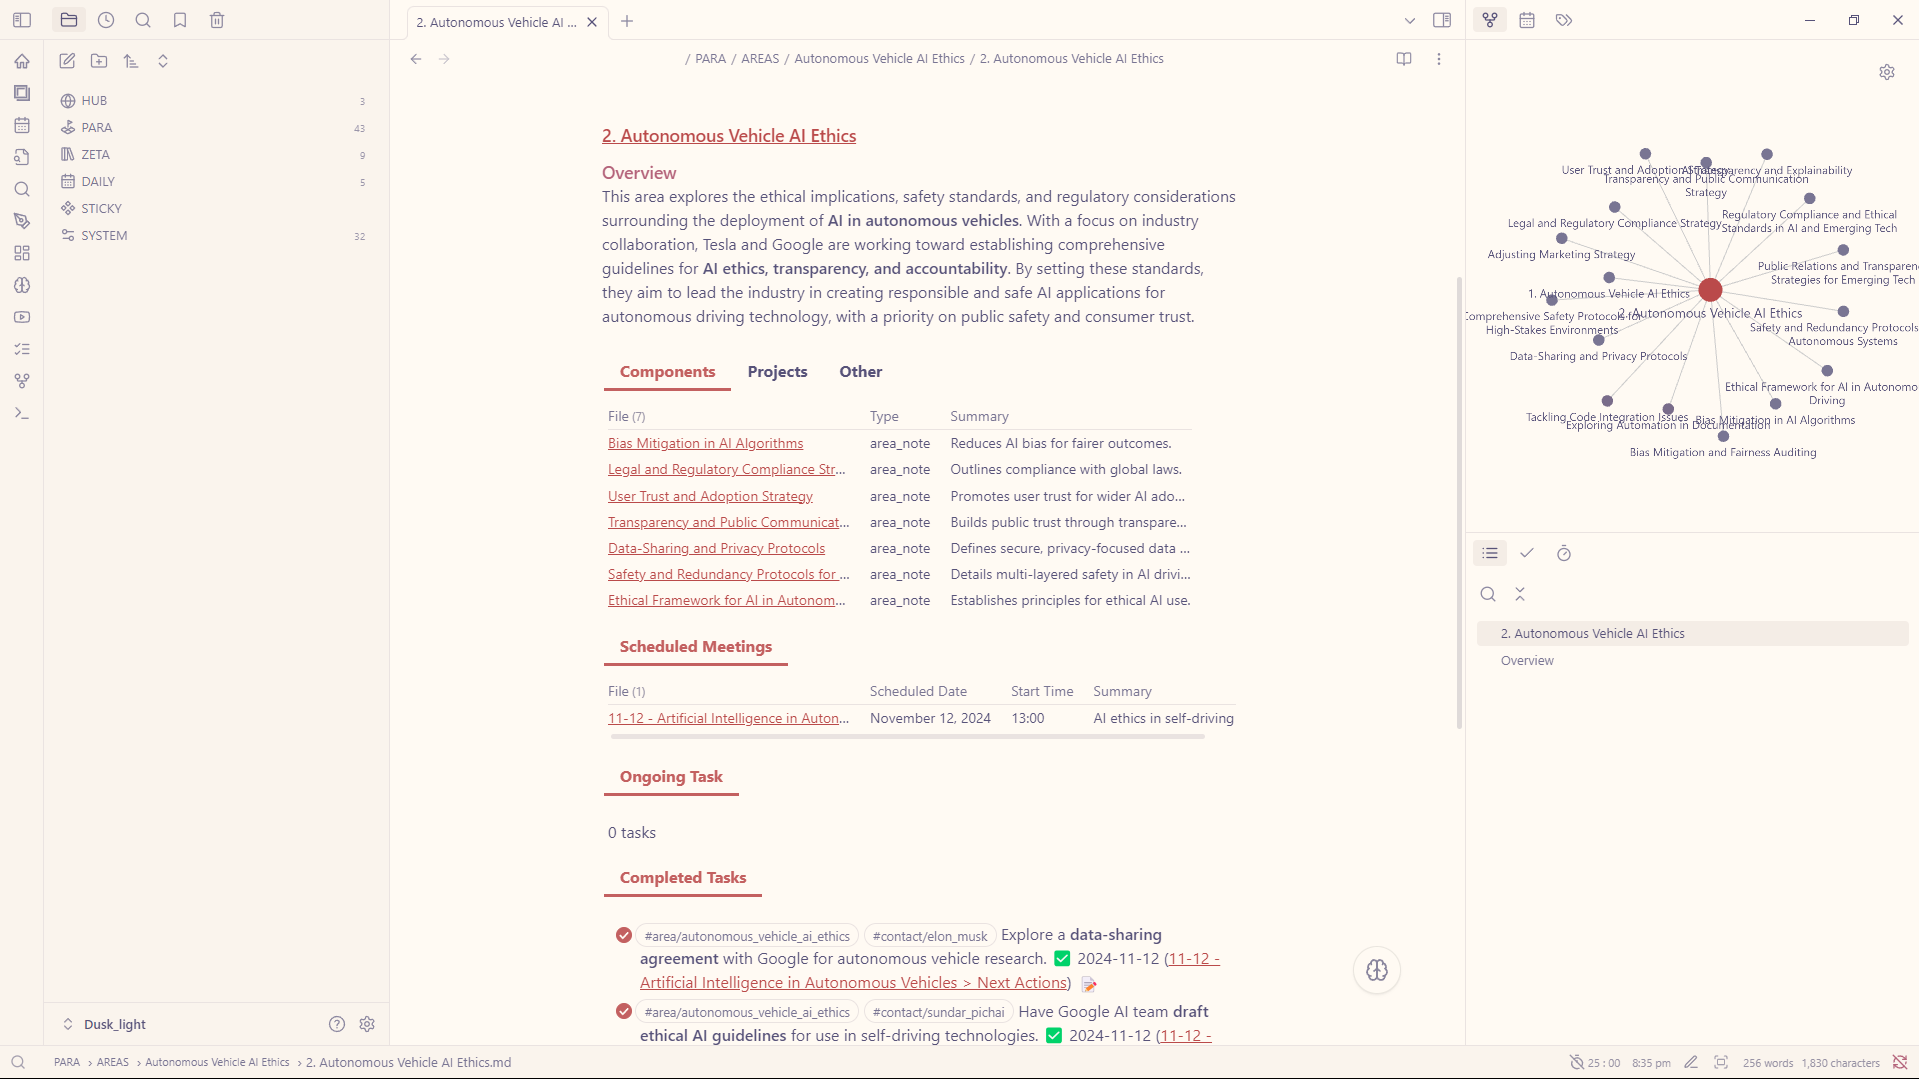 2. Autonomous Vehicle AI ...
/ PARA / AREAS / Autonomous Vehicle AI Ethics / 2. Autonomous Vehicle AI Ethics
HUB 3
PARA 43
ZETA 9
DAILY 5
STICKY
SYSTEM 32
Dusk_light
2. Autonomous Vehicle AI Ethics
Overview
This area explores the ethical implications, safety standards, and regulatory considerations
surrounding the deployment of AI in autonomous vehicles. With a focus on industry
collaboration, Tesla and Google are working toward establishing comprehensive
guidelines for AI ethics, transparency, and accountability. By setting these standards,
they aim to lead the industry in creating responsible and safe AI applications for
autonomous driving technology, with a priority on public safety and consumer trust.
Components Projects Other
File (7) Type Summary
Bias Mitigation in AI Algorithms area_note Reduces AI bias for fairer outcomes.
Legal and Regulatory Compliance Str... area_note Outlines compliance with global laws.
User Trust and Adoption Strategy area_note Promotes user trust for wider AI ado...
Transparency and Public Communicat... area_note Builds public trust through transpare...
Data-Sharing and Privacy Protocols area_note Defines secure, privacy-focused data ...
Safety and Redundancy Protocols for ... area_note Details multi-layered safety in AI drivi...
Ethical Framework for AI in Autonom... area_note Establishes principles for ethical AI use.
Scheduled Meetings
File (1) Scheduled Date Start Time Summary
11-12 - Artificial Intelligence in Auton... November 12, 2024 13:00 AI ethics in self-driving
Ongoing Task
0 tasks
Completed Tasks
#area/autonomous_vehicle_ai_ethics #contact/elon_musk Explore a data-sharing
agreement with Google for autonomous vehicle research. ✅ 2024-11-12 (11-12 -
Artificial Intelligence in Autonomous Vehicles > Next Actions) 📝
#area/autonomous_vehicle_ai_ethics #contact/sundar_pichai Have Google AI team draft
ethical AI guidelines for use in self-driving technologies. ✅ 2024-11-12 (11-12 -
User Trust and Adoption Strategy
AI Transparency and Explainability
Transparency and Public Communication
Strategy
Legal and Regulatory Compliance Strategy
Regulatory Compliance and Ethical
Standards in AI and Emerging Tech
Adjusting Marketing Strategy
Public Relations and Transparen
Strategies for Emerging Tech
1. Autonomous Vehicle AI Ethics
2. Autonomous Vehicle AI Ethics
Comprehensive Safety Protocols for
High-Stakes Environments
Safety and Redundancy Protocols
Autonomous Systems
Data-Sharing and Privacy Protocols
Ethical Framework for AI in Autonomo
Driving
Tackling Code Integration Issues
Exploring Automation in Documentation
Bias Mitigation in AI Algorithms
Bias Mitigation and Fairness Auditing
2. Autonomous Vehicle AI Ethics
Overview
PARA > AREAS > Autonomous Vehicle AI Ethics > 2. Autonomous Vehicle AI Ethics.md
25 : 00 8:35 pm 256 words 1,830 characters